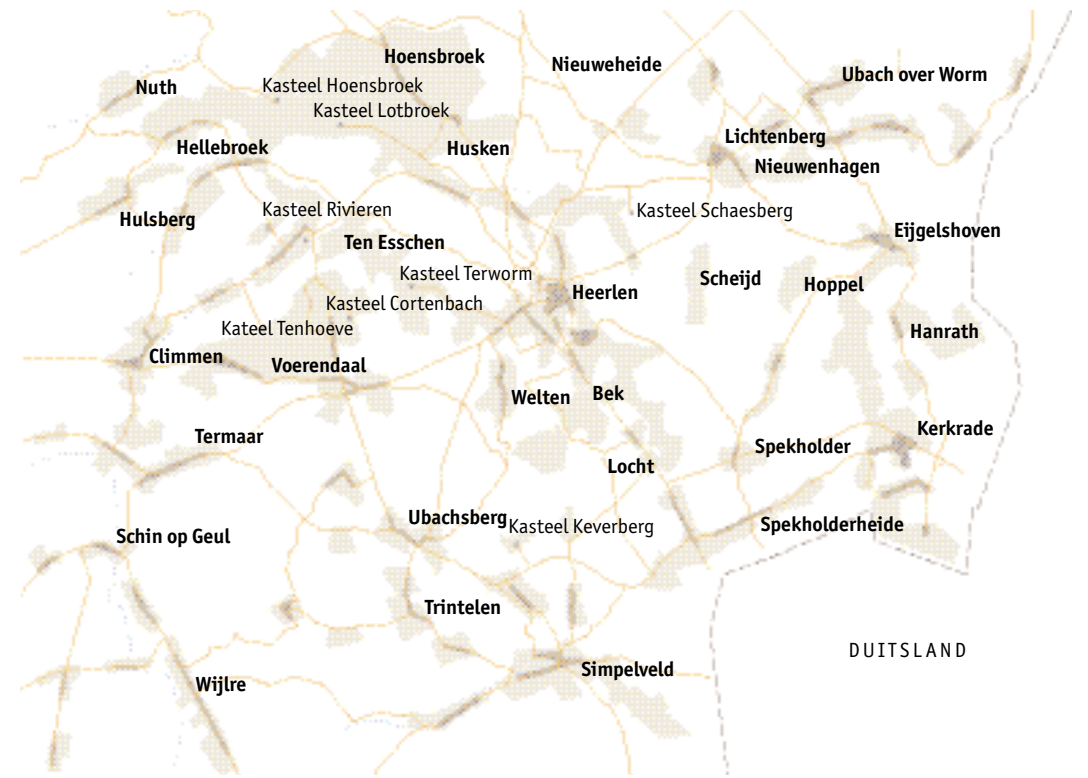 Hoensbroek
Nieuweheide
Ubach over Worm
Nuth
Kasteel Hoensbroek
Kasteel Lotbroek
Lichtenberg
Hellebroek
Husken
Nieuwenhagen
Hulsberg
Kasteel Rivieren
Kasteel Schaesberg
Ten Esschen
Eijgelshoven
Kasteel Terworm
Scheijd
Hoppel
Heerlen
Kasteel Cortenbach
Kateel Tenhoeve
Hanrath
Climmen
Voerendaal
Welten
Bek
Termaar
Kerkrade
Spekholder
Locht
Ubachsberg
Kasteel Keverberg
Spekholderheide
Schin op Geul
Trintelen
DUITSLAND
Simpelveld
Wijlre